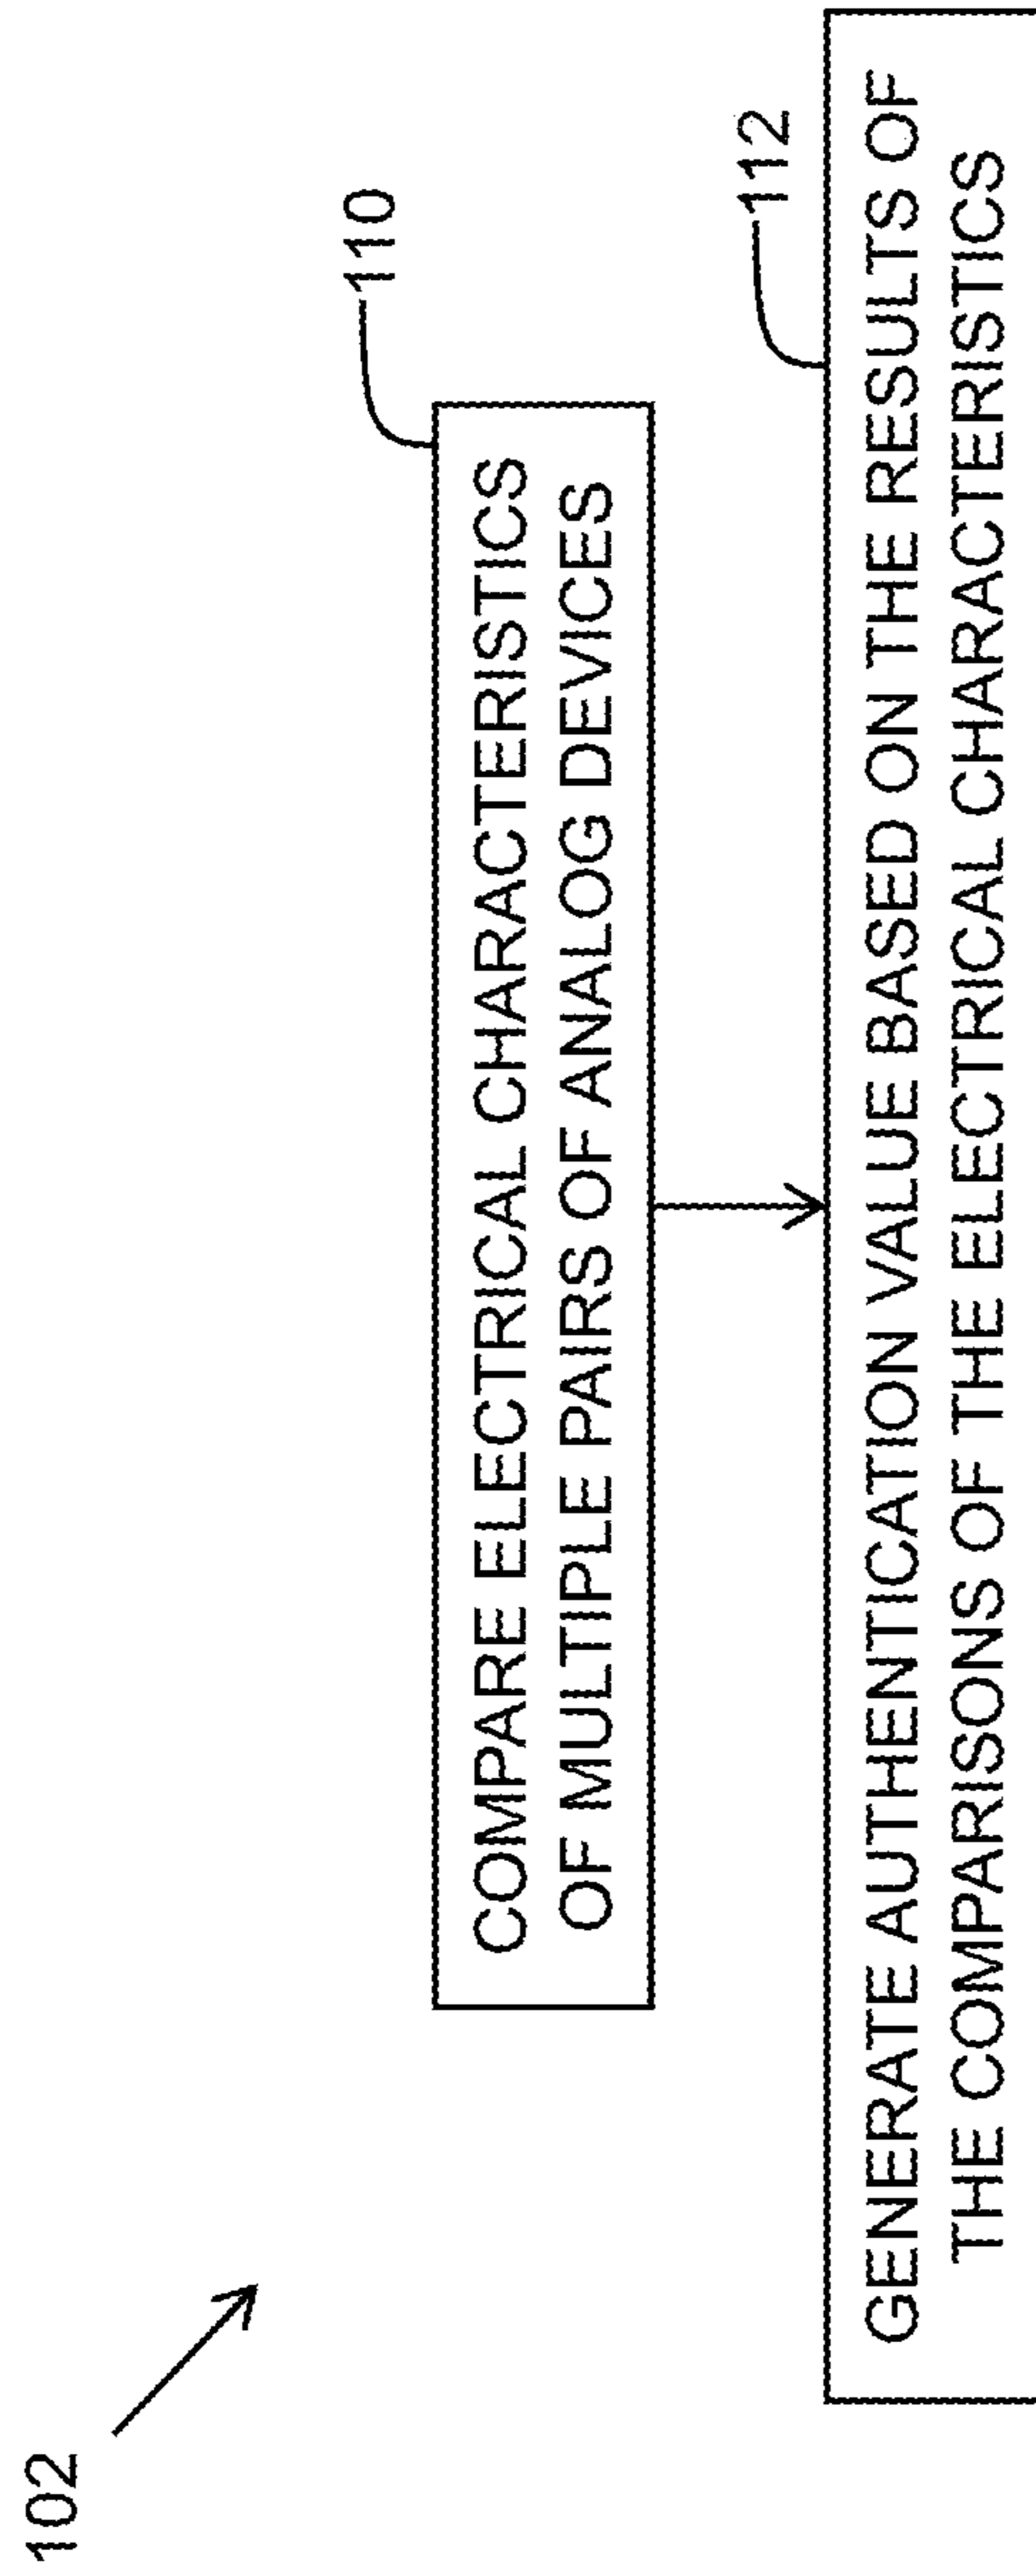 102
110
COMPARE ELECTRICAL CHARACTERISTICS
OF MULTIPLE PAIRS OF ANALOG DEVICES
112
GENERATE AUTHENTICATION VALUE BASED ON THE RESULTS OF
THE COMPARISONS OF THE ELECTRICAL CHARACTERISTICS